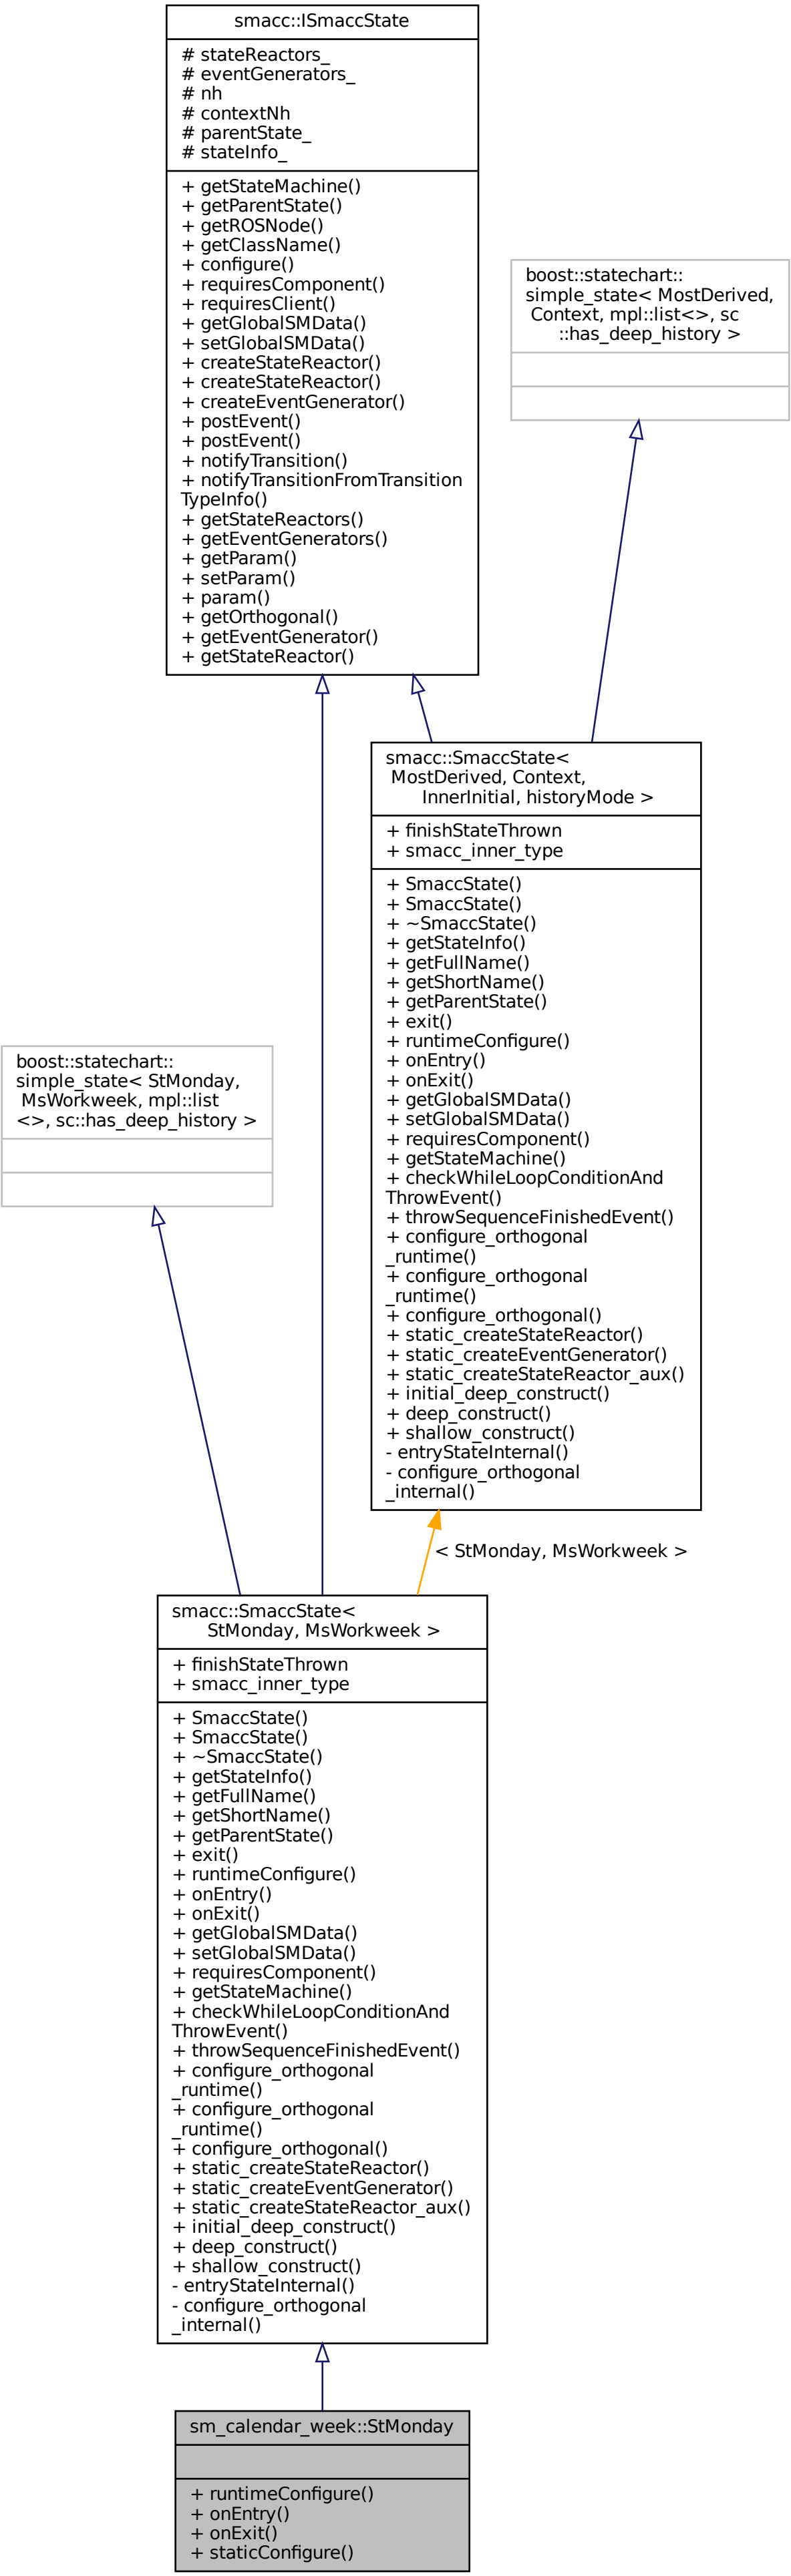 smacc::ISmaccState
# stateReactors_
# eventGenerators_
# nh
# contextNh
# parentState_
# stateInfo_
+ getStateMachine()
+ getParentState()
+ getROSNode()
+ getClassName()
+ configure()
+ requiresComponent()
+ requiresClient()
+ getGlobalSMData()
+ setGlobalSMData()
+ createStateReactor()
+ createStateReactor()
+ createEventGenerator()
+ postEvent()
+ postEvent()
+ notifyTransition()
+ notifyTransitionFromTransition
TypeInfo()
+ getStateReactors()
+ getEventGenerators()
+ getParam()
+ setParam()
+ param()
+ getOrthogonal()
+ getEventGenerator()
+ getStateReactor()
boost::statechart::
simple_state< MostDerived,
Context, mpl::list<>, sc
::has_deep_history >
smacc::SmaccState<
MostDerived, Context,
InnerInitial, historyMode >
+ finishStateThrown
+ smacc_inner_type
+ SmaccState()
+ SmaccState()
+ ~SmaccState()
+ getStateInfo()
+ getFullName()
+ getShortName()
+ getParentState()
+ exit()
+ runtimeConfigure()
+ onEntry()
+ onExit()
+ getGlobalSMData()
+ setGlobalSMData()
+ requiresComponent()
+ getStateMachine()
+ checkWhileLoopConditionAnd
ThrowEvent()
+ throwSequenceFinishedEvent()
+ configure_orthogonal
_runtime()
+ configure_orthogonal
_runtime()
+ configure_orthogonal()
+ static_createStateReactor()
+ static_createEventGenerator()
+ static_createStateReactor_aux()
+ initial_deep_construct()
+ deep_construct()
+ shallow_construct()
- entryStateInternal()
- configure_orthogonal
_internal()
boost::statechart::
simple_state< StMonday,
MsWorkweek, mpl::list
<>, sc::has_deep_history >
< StMonday, MsWorkweek >
smacc::SmaccState<
StMonday, MsWorkweek >
+ finishStateThrown
+ smacc_inner_type
+ SmaccState()
+ SmaccState()
+ ~SmaccState()
+ getStateInfo()
+ getFullName()
+ getShortName()
+ getParentState()
+ exit()
+ runtimeConfigure()
+ onEntry()
+ onExit()
+ getGlobalSMData()
+ setGlobalSMData()
+ requiresComponent()
+ getStateMachine()
+ checkWhileLoopConditionAnd
ThrowEvent()
+ throwSequenceFinishedEvent()
+ configure_orthogonal
_runtime()
+ configure_orthogonal
_runtime()
+ configure_orthogonal()
+ static_createStateReactor()
+ static_createEventGenerator()
+ static_createStateReactor_aux()
+ initial_deep_construct()
+ deep_construct()
+ shallow_construct()
- entryStateInternal()
- configure_orthogonal
_internal()
sm_calendar_week::StMonday
+ runtimeConfigure()
+ onEntry()
+ onExit()
+ staticConfigure()